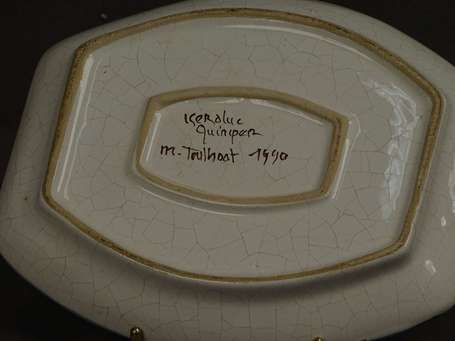 Keraluc
Quimper
M. Toulhoat 1990